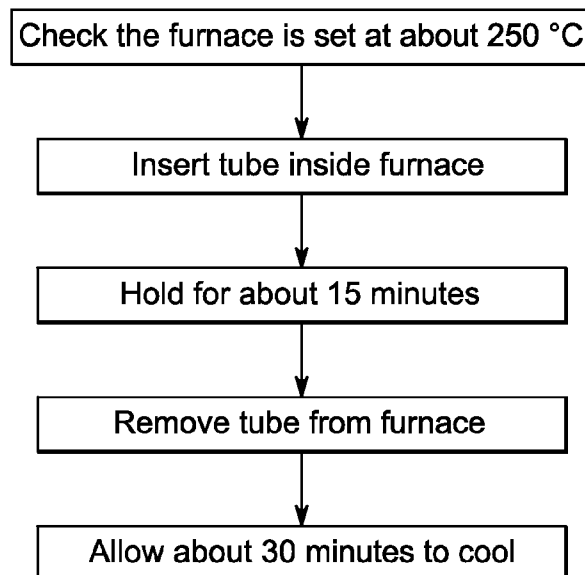 Check the furnace is set at about 250 °C
Insert tube inside furnace
Hold for about 15 minutes
Remove tube from furnace
Allow about 30 minutes to cool